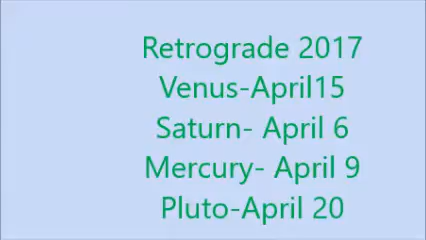 Retrograde 2017
Venus-April15
Saturn- April 6
Mercury- April 9
Pluto-April 20